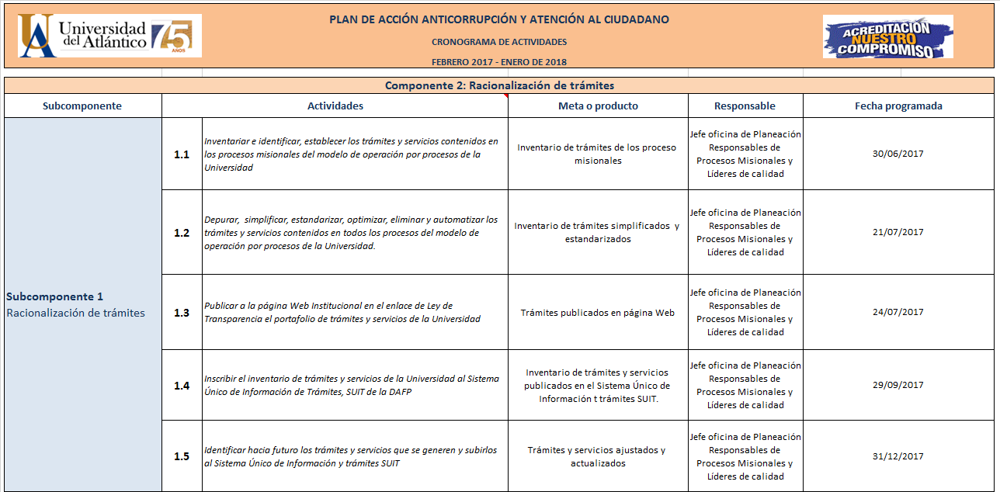 Universidad
del Atlántico
75
AÑOS
PLAN DE ACCIÓN ANTICORRUPCIÓN Y ATENCIÓN AL CIUDADANO
CRONOGRAMA DE ACTIVIDADES
FEBRERO 2017 - ENERO DE 2018
ACREDITACIÓN
NUESTRO
COMPROMISO
Componente 2: Racionalización de trámites
Subcomponente
Actividades
Meta o producto
Responsable
Fecha programada
Subcomponente 1
Racionalización de trámites
1.1
Inventariar e identificar, establecer los trámites y servicios contenidos en
los procesos misionales del modelo de operación por procesos de la
Universidad
Inventario de trámites de los proceso
misionales
Jefe oficina de Planeación
Responsables de
Procesos Misionales y
Líderes de calidad
30/06/2017
1.2
Depurar, simplificar, estandarizar, optimizar, eliminar y automatizar los
trámites y servicios contenidos en todos los procesos del modelo de
operación por procesos de la Universidad.
Inventario de trámites simplificados y
estandarizados
Jefe oficina de Planeación
Responsables de
Procesos Misionales y
Líderes de calidad
21/07/2017
1.3
Publicar a la página Web Institucional en el enlace de Ley de
Transparencia el portafolio de trámites y servicios de la Universidad
Trámites publicados en página Web
Jefe oficina de Planeación
Responsables de
Procesos Misionales y
Líderes de calidad
24/07/2017
1.4
Inscribir el inventario de trámites y servicios de la Universidad al Sistema
Único de Información de Trámites, SUIT de la DAFP
Inventario de trámites y servicios
publicados en el Sistema Único de
Información t trámites SUIT.
Jefe oficina de Planeación
Responsables de
Procesos Misionales y
Líderes de calidad
29/09/2017
1.5
Identificar hacia futuro los trámites y servicios que se generen y subirlos
al Sistema Único de Información y trámites SUIT
Trámites y servicios ajustados y
actualizados
Jefe oficina de Planeación
Responsables de
Procesos Misionales y
Líderes de calidad
31/12/2017